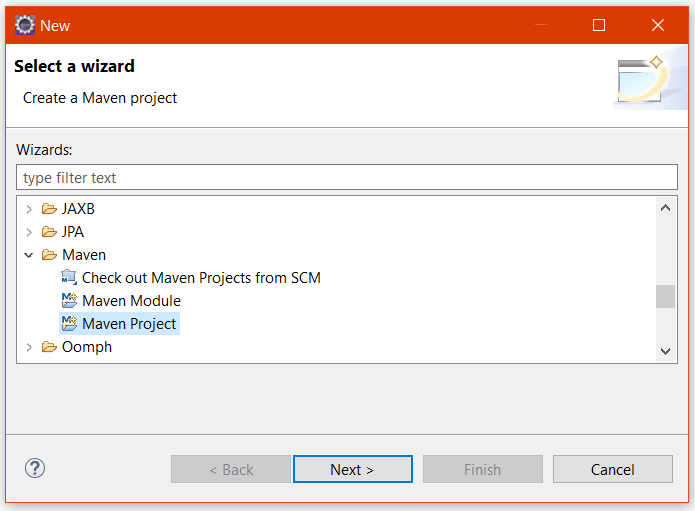 New
Select a wizard
Create a Maven project
Wizards:
type filter text
JAXB
JPA
Maven
Check out Maven Projects from SCM
Maven Module
Maven Project
Oomph
? < Back Next > Finish Cancel